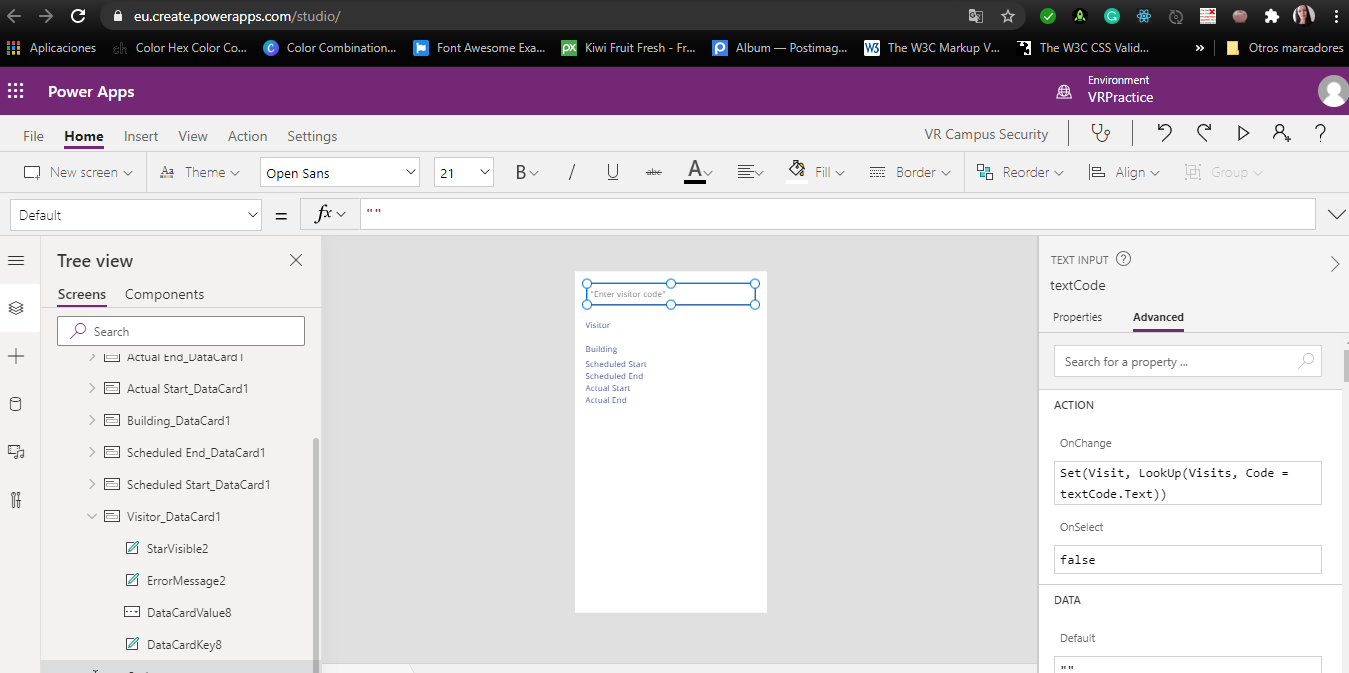 eu.create.powerapps.com/studio/
Aplicaciones
Color Hex Color Co...
Color Combination...
Font Awesome Exa...
Kiwi Fruit Fresh - Fr...
Album — Postimag...
The W3C Markup V...
The W3C CSS Valid...
»
Otros marcadores
Power Apps
Environment
VRPractice
File Home Insert View Action Settings
VR Campus Security
New screen Theme Open Sans 21 B / U abc A Fill Border Reorder Align Group
Default = fx ""
Tree view
Screens Components
Search
Actual End_DataCard1
Actual Start_DataCard1
Building_DataCard1
Scheduled End_DataCard1
Scheduled Start_DataCard1
Visitor_DataCard1
StarVisible2
ErrorMessage2
DataCardValue8
DataCardKey8
"Enter visitor code"
Visitor
Building
Scheduled Start
Scheduled End
Actual Start
Actual End
TEXT INPUT ?
textCode
Properties Advanced
Search for a property ...
ACTION
OnChange
Set(Visit, LookUp(Visits, Code =
textCode.Text))
OnSelect
false
DATA
Default
""